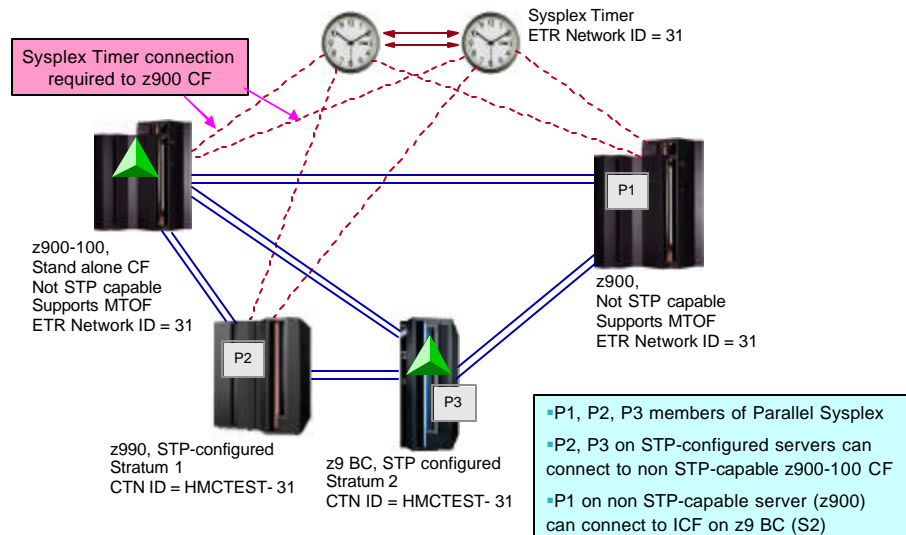 Sysplex Timer
ETR Network ID = 31
Sysplex Timer connection
required to z900 CF
P1
z900-100,
Stand alone CF
Not STP capable
Supports MTOF
ETR Network ID = 31
z900,
Not STP capable
Supports MTOF
ETR Network ID = 31
P2
P3
z990, STP-configured
Stratum 1
CTN ID = HMCTEST- 31
z9 BC, STP configured
Stratum 2
CTN ID = HMCTEST- 31
▪P1, P2, P3 members of Parallel Sysplex
▪P2, P3 on STP-configured servers can
connect to non STP-capable z900-100 CF
▪P1 on non STP-capable server (z900)
can connect to ICF on z9 BC (S2)